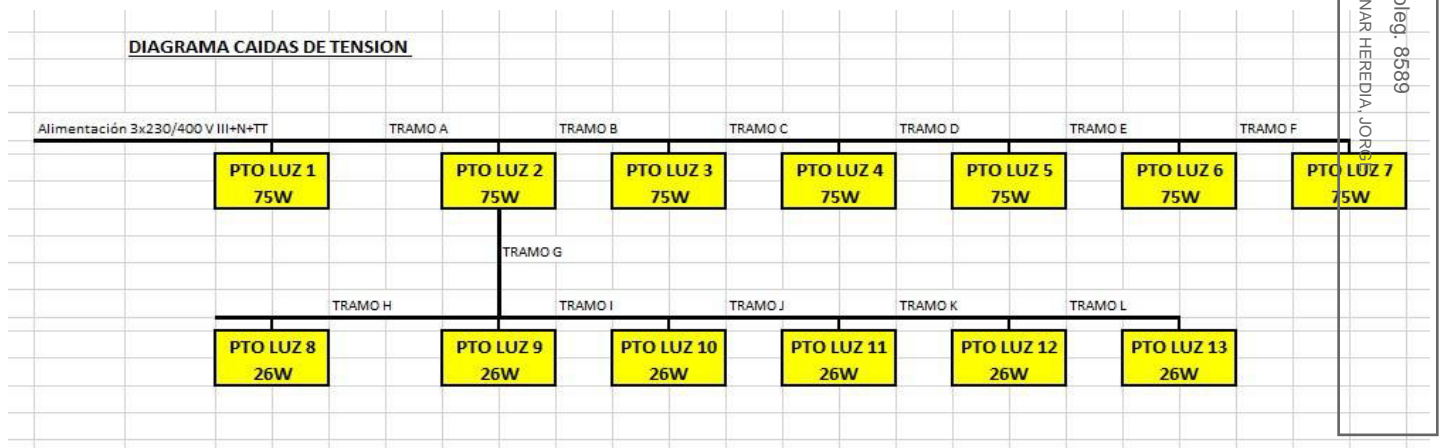 DIAGRAMA CAIDAS DE TENSION
Alimentación 3x230/400 V III+N+TT
TRAMO A
TRAMO B
TRAMO C
TRAMO D
TRAMO E
TRAMO F
PTO LUZ 1
75W
PTO LUZ 2
75W
PTO LUZ 3
75W
PTO LUZ 4
75W
PTO LUZ 5
75W
PTO LUZ 6
75W
PTO LUZ 7
75W
TRAMO G
TRAMO H
TRAMO I
TRAMO J
TRAMO K
TRAMO L
PTO LUZ 8
26W
PTO LUZ 9
26W
PTO LUZ 10
26W
PTO LUZ 11
26W
PTO LUZ 12
26W
PTO LUZ 13
26W
oleg. 8589
NAR HEREDIA, JORGE